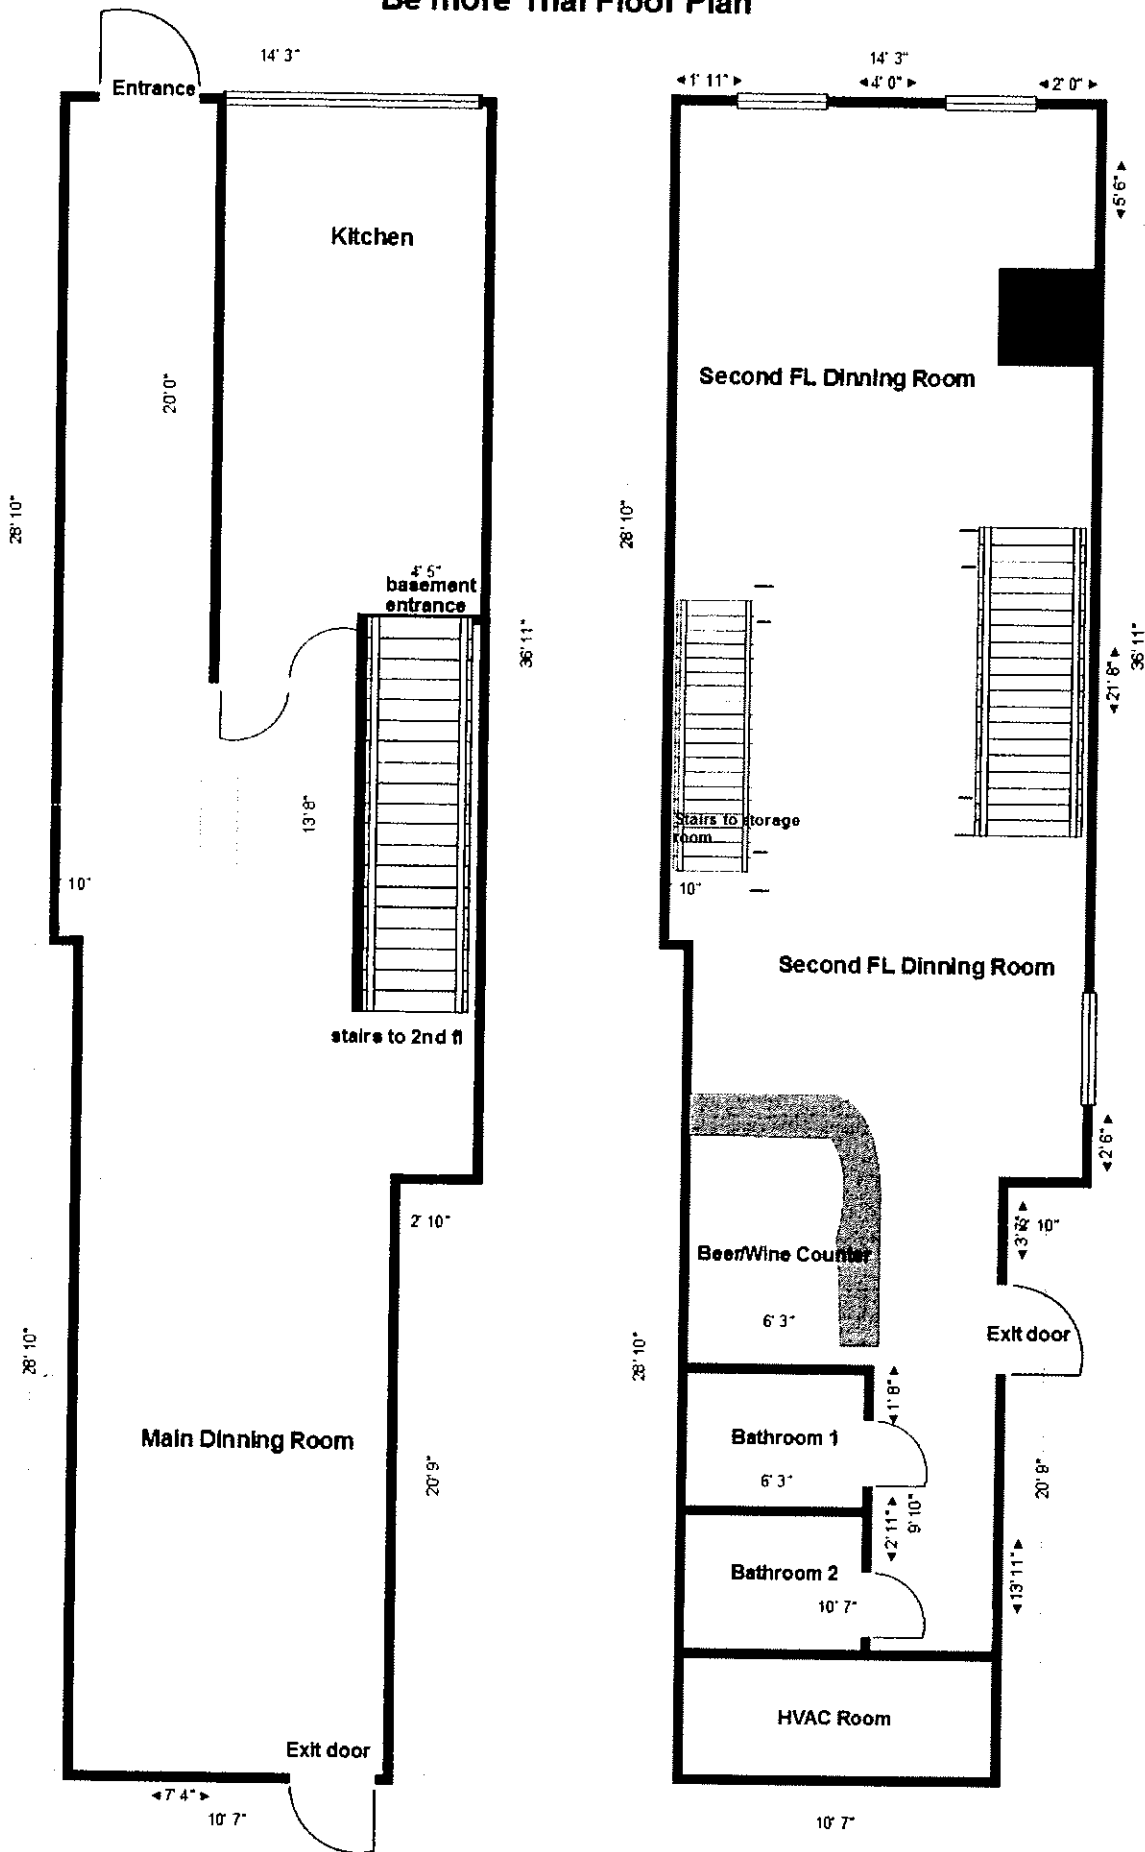 Be more Thai Floor Plan
14' 3"
Entrance
Kitchen
20' 0"
28' 10"
4' 5"
basement
entrance
36' 11"
13' 8"
10"
stairs to 2nd fl
2' 10"
28' 10"
Main Dinning Room
20' 9"
Exit door
7' 4"
10' 7"
14' 3"
1' 11"
4' 0"
2' 0"
5' 6"
Second FL Dinning Room
28' 10"
21' 8"
36' 11"
Stairs to storage
room
10"
Second FL Dinning Room
2' 6"
10"
Beer/Wine Counter
6' 3"
Exit door
28' 10"
1' 8"
Bathroom 1
6' 3"
20' 9"
2' 11"
9' 10"
Bathroom 2
10' 7"
13' 11"
HVAC Room
10' 7"